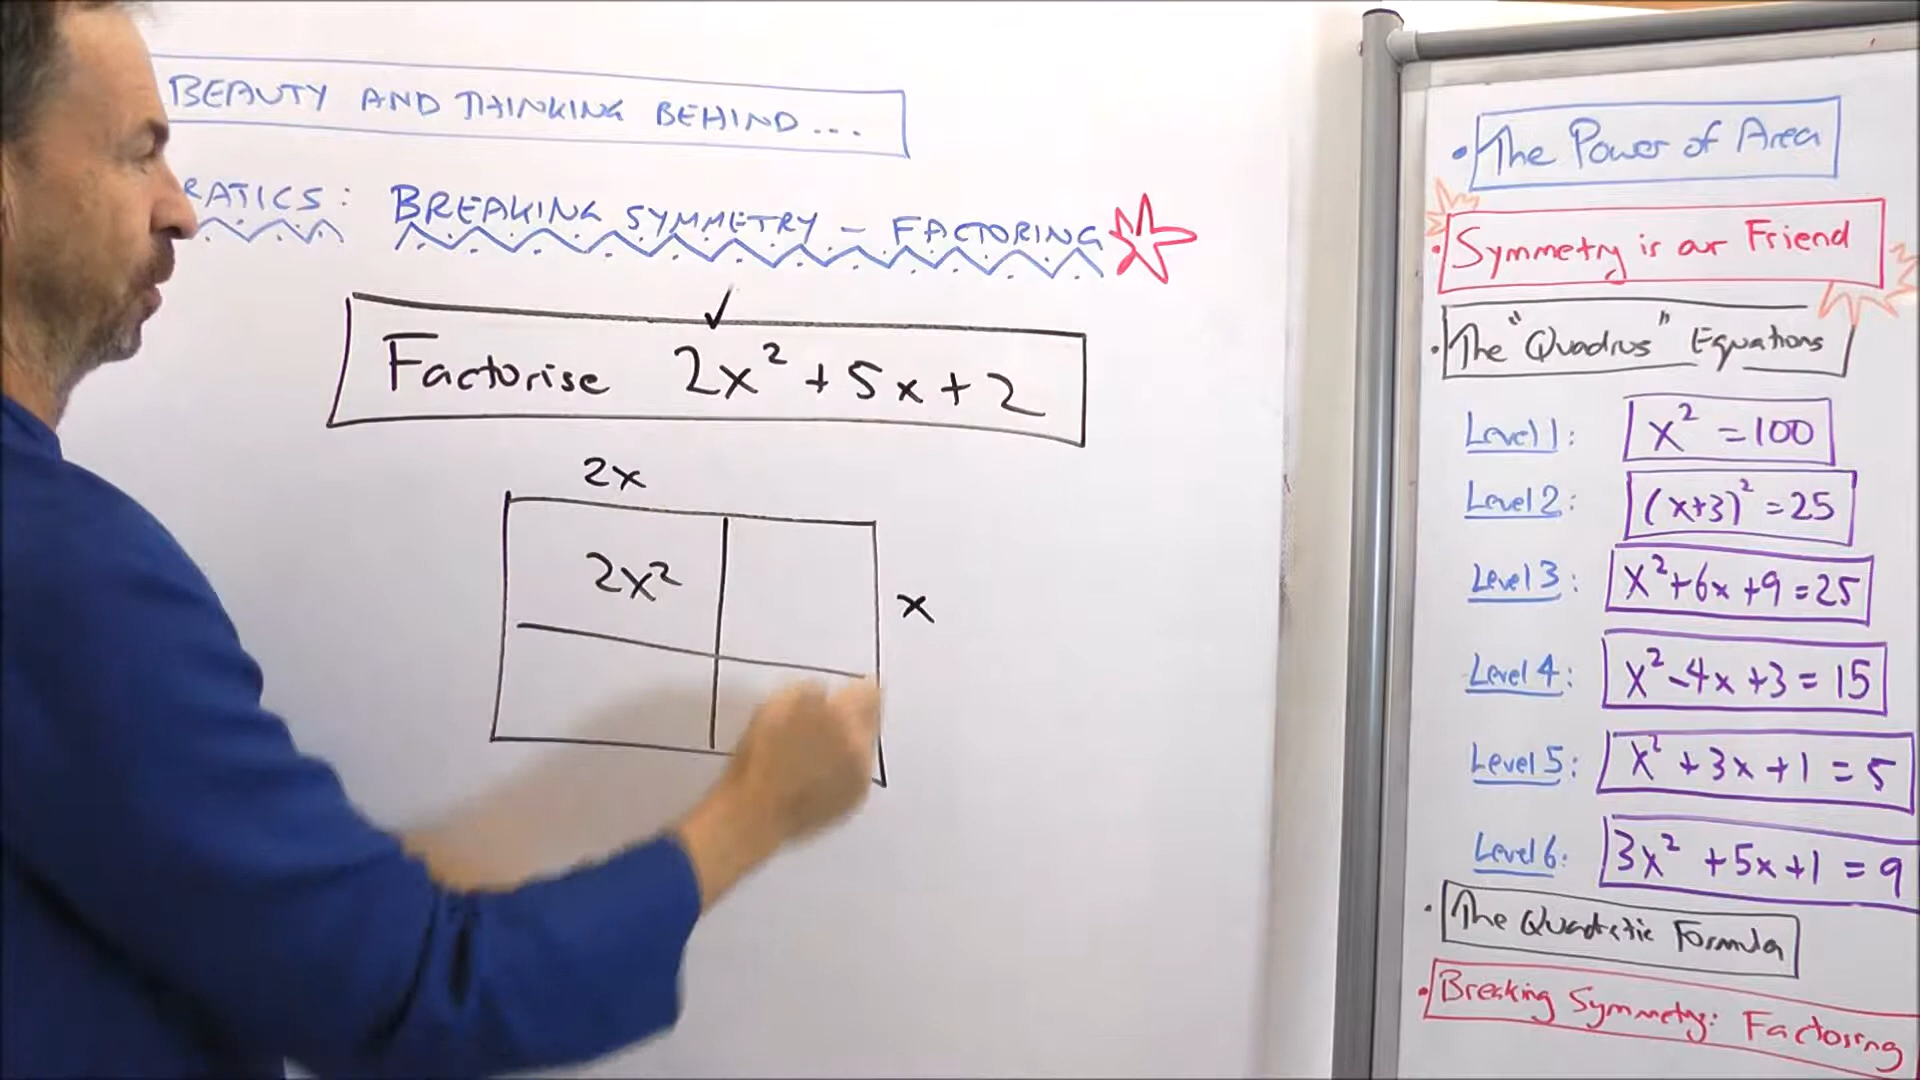 BEAUTY AND THINKING BEHIND...
RATICS: BREAKING SYMMETRY – FACTORING
Factorise 2x² + 5x + 2
2x
2x²
x
• The Power of Area
• Symmetry is our Friend
• The "Quadrus" Equations
Level 1: x² = 100
Level 2: (x+3)² = 25
Level 3: x² + 6x + 9 = 25
Level 4: x² - 4x + 3 = 15
Level 5: x² + 3x + 1 = 5
Level 6: 3x² + 5x + 1 = 9
• The Quadratic Formula
• Breaking Symmetry: Factoring